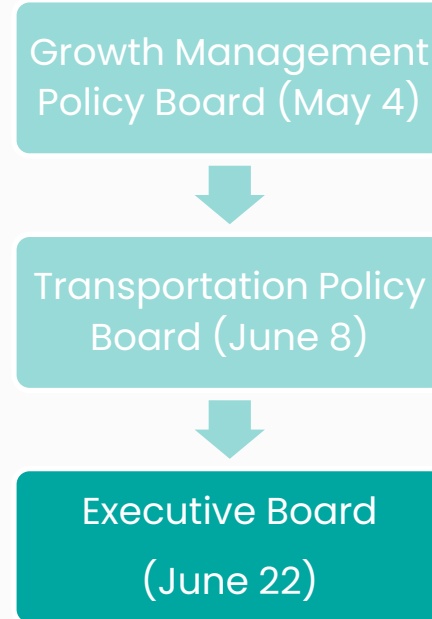 Growth Management
Policy Board (May 4)
Transportation Policy
Board (June 8)
Executive Board
(June 22)